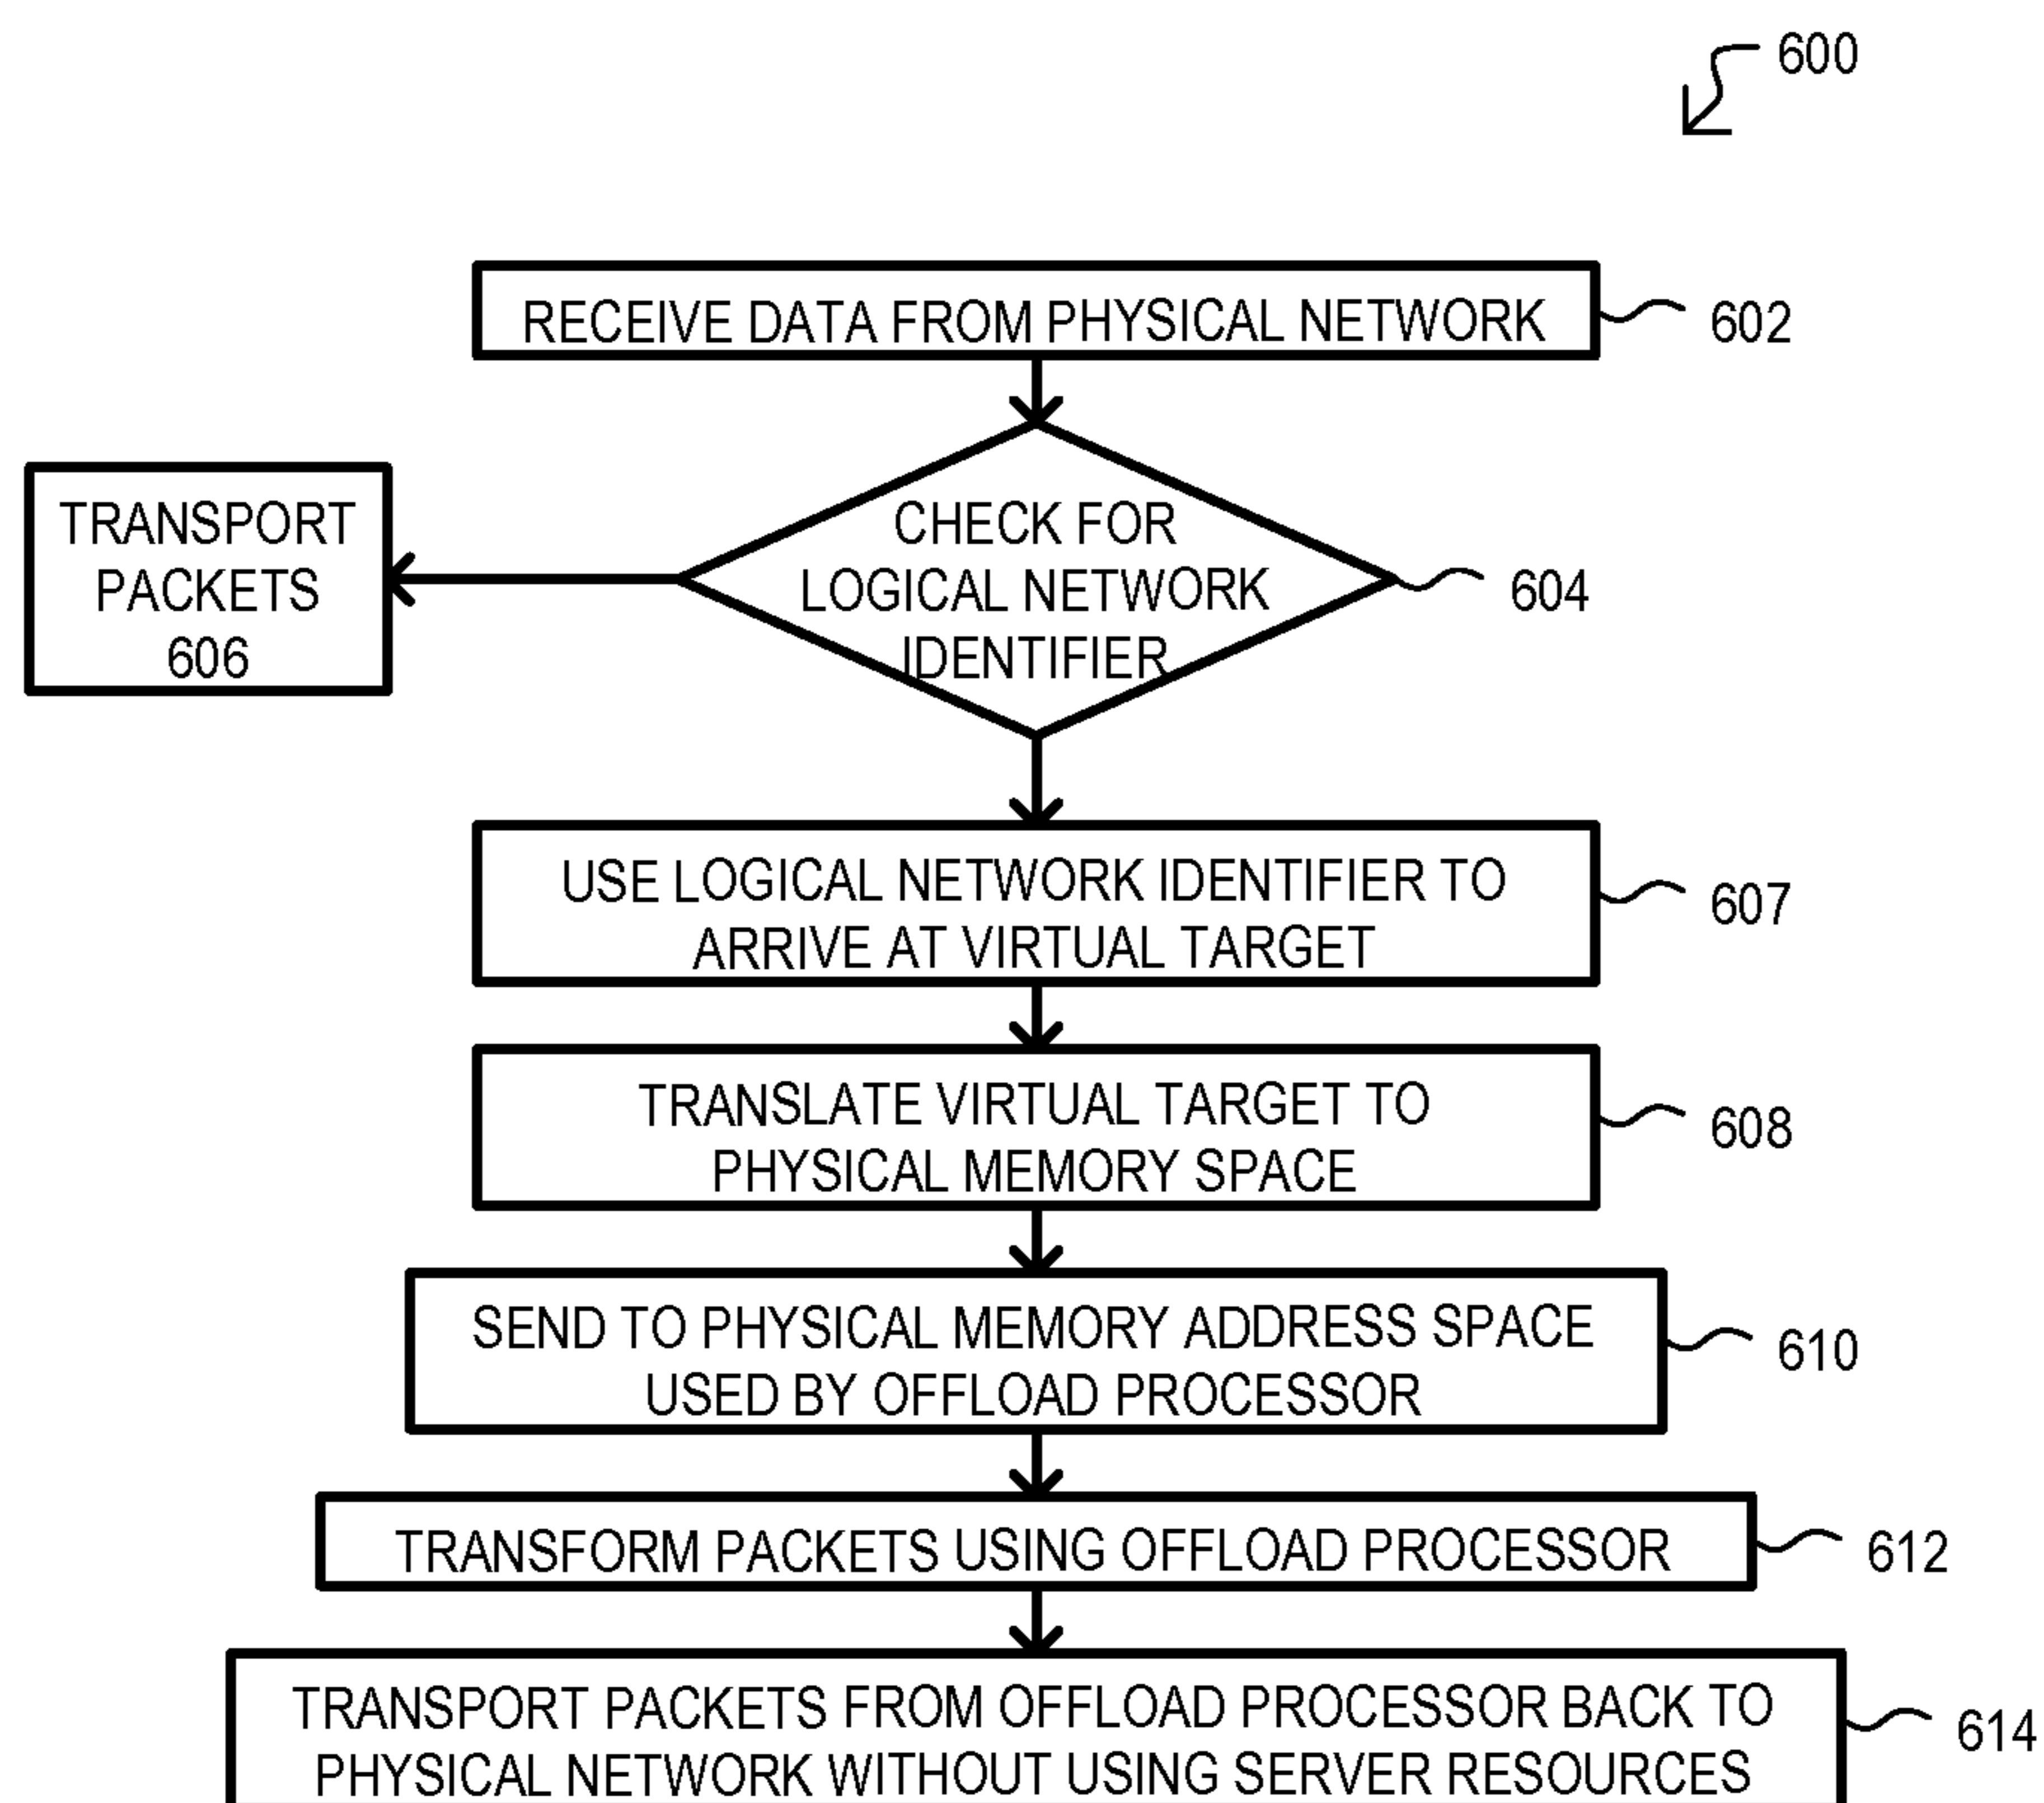 600
RECEIVE DATA FROM PHYSICAL NETWORK
602
CHECK FOR
LOGICAL NETWORK
IDENTIFIER
604
TRANSPORT
PACKETS
606
USE LOGICAL NETWORK IDENTIFIER TO
ARRIVE AT VIRTUAL TARGET
607
TRANSLATE VIRTUAL TARGET TO
PHYSICAL MEMORY SPACE
608
SEND TO PHYSICAL MEMORY ADDRESS SPACE
USED BY OFFLOAD PROCESSOR
610
TRANSFORM PACKETS USING OFFLOAD PROCESSOR
612
TRANSPORT PACKETS FROM OFFLOAD PROCESSOR BACK TO
PHYSICAL NETWORK WITHOUT USING SERVER RESOURCES
614